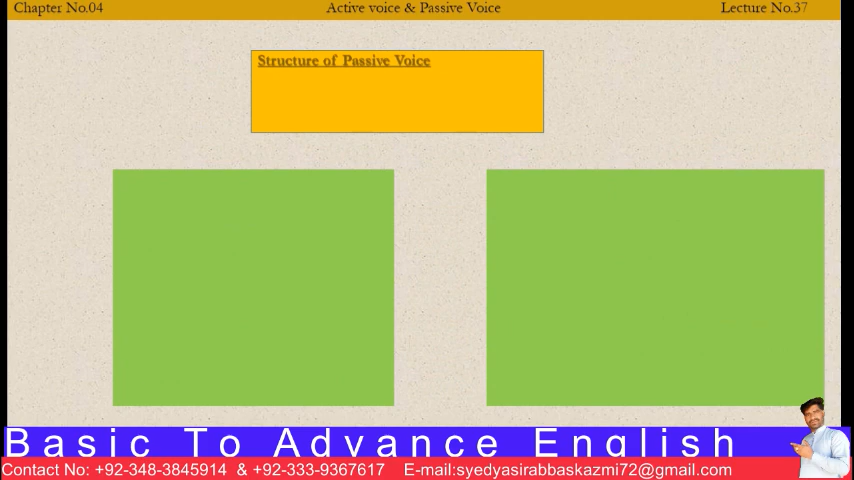 Chapter No.04 Active voice & Passive Voice Lecture No.37
Structure of Passive Voice
Basic To Advance English
Contact No: +92-348-3845914 & +92-333-9367617 E-mail:syedyasirabbaskazmi72@gmail.com